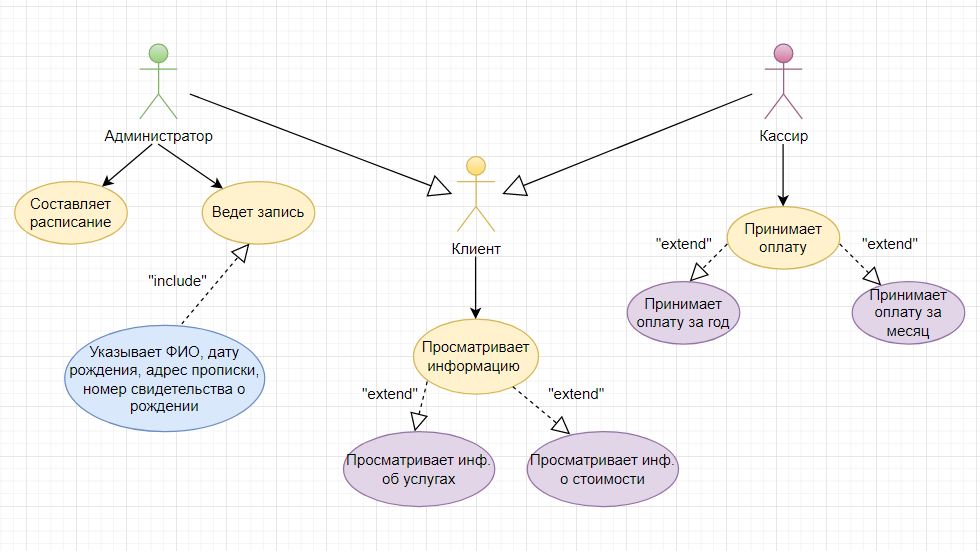 Администратор
Кассир
Составляет
расписание
Ведет запись
Клиент
Принимает
оплату
"include"
"extend"
"extend"
Указывает ФИО, дату
рождения, адрес прописки,
номер свидетельства о
рождении
Просматривает
информацию
Принимает
оплату за год
Принимает
оплату за
месяц
"extend"
"extend"
Просматривает инф.
об услугах
Просматривает инф.
о стоимости